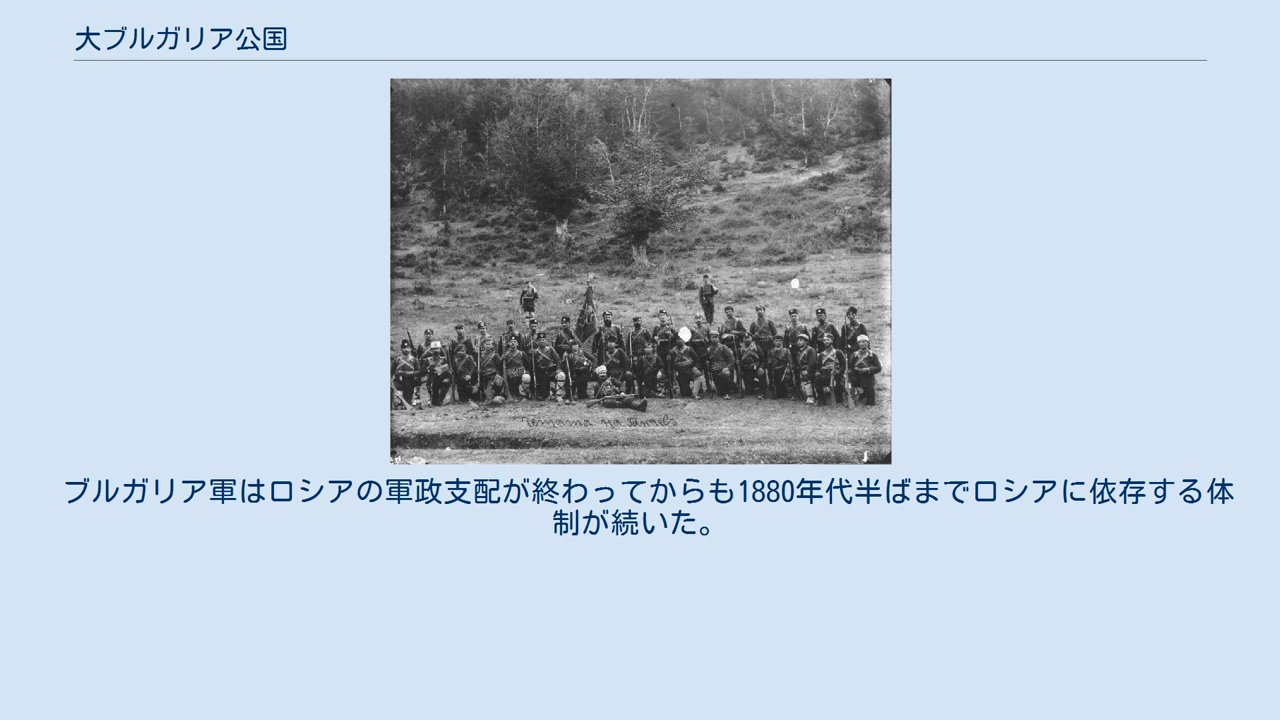 大ブルガリア公国
ブルガリア軍はロシアの軍政支配が終わってからも1880年代半ばまでロシアに依存する体
制が続いた。